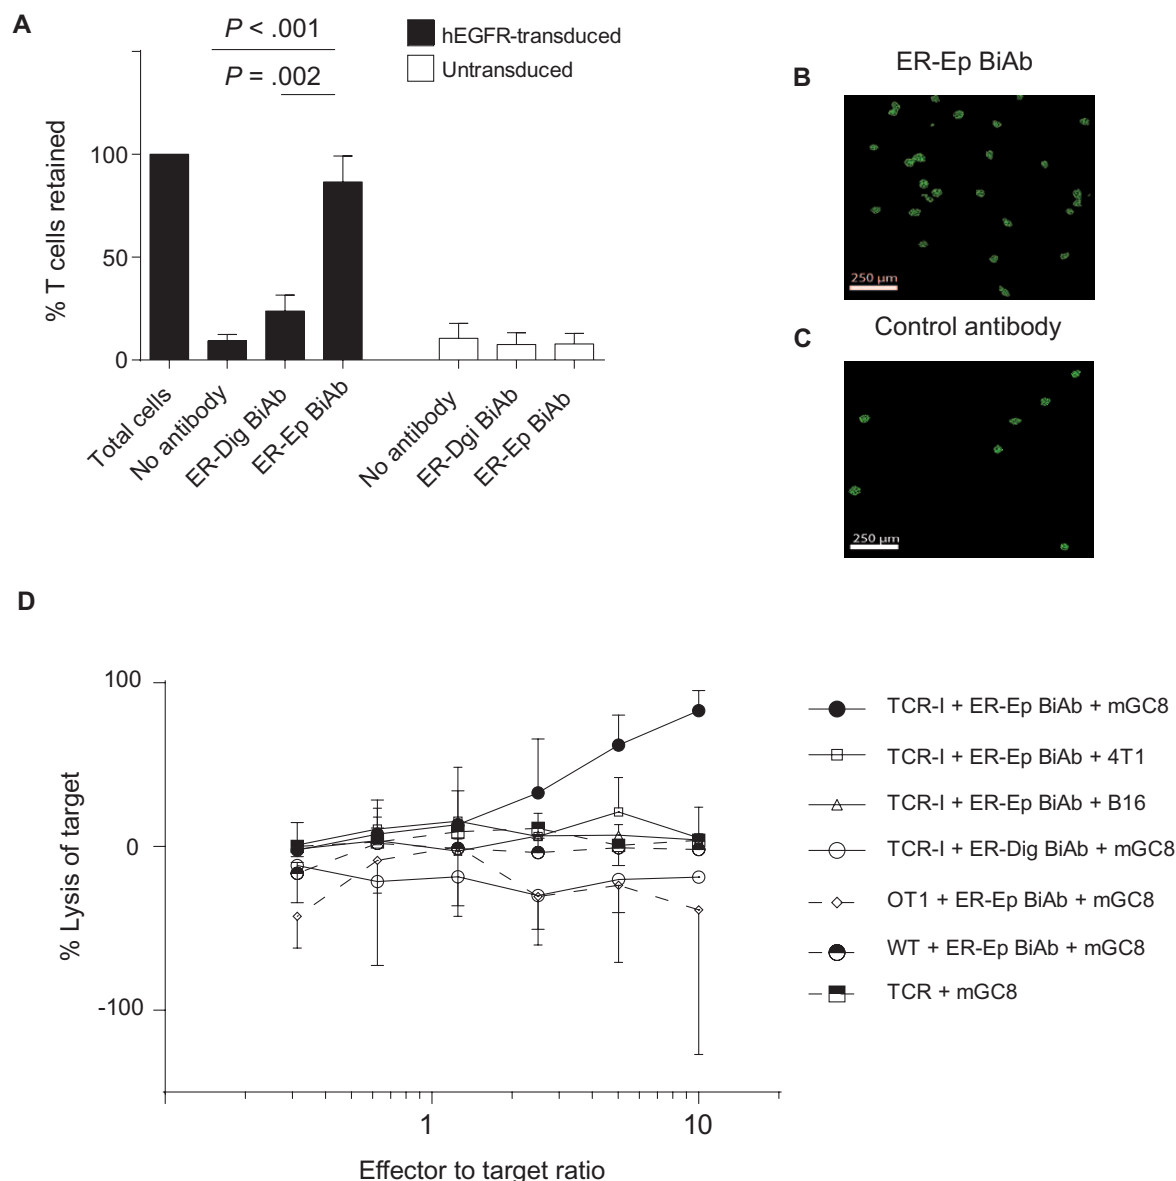 A
P < .001
P = .002
hEGFR-transduced
Untransduced
% T cells retained
100
50
0
Total cells
No antibody
ER-Dig BiAb
ER-Ep BiAb
No antibody
ER-Dgi BiAb
ER-Ep BiAb
B
ER-Ep BiAb
250 µm
C
Control antibody
250 µm
D
% Lysis of target
100
0
-100
1
10
Effector to target ratio
TCR-I + ER-Ep BiAb + mGC8
TCR-I + ER-Ep BiAb + 4T1
TCR-I + ER-Ep BiAb + B16
TCR-I + ER-Dig BiAb + mGC8
OT1 + ER-Ep BiAb + mGC8
WT + ER-Ep BiAb + mGC8
TCR + mGC8